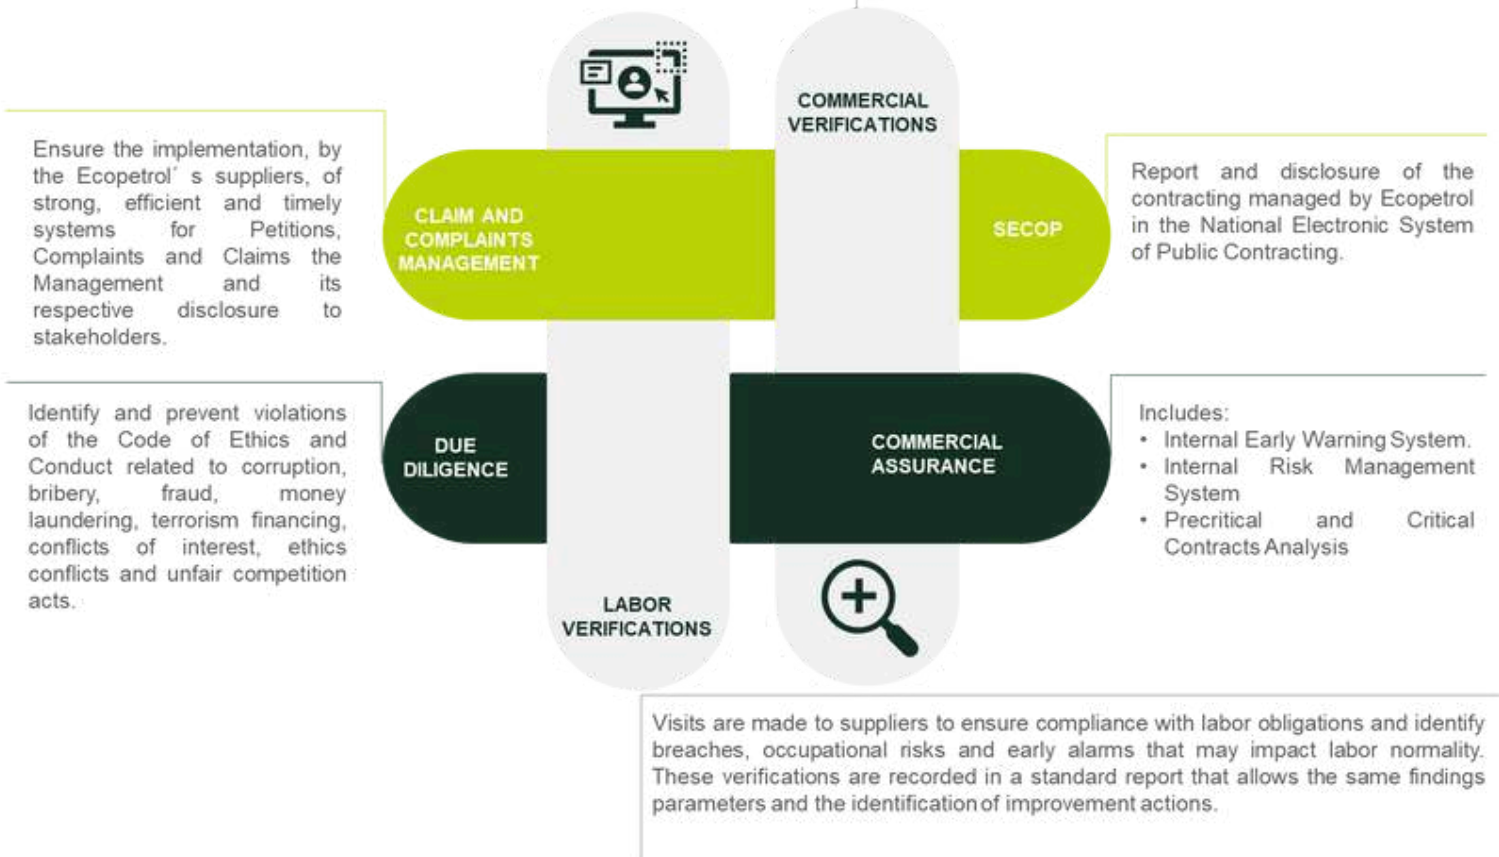 COMMERCIAL
VERIFICATIONS
Ensure the implementation, by
the Ecopetrol´ s suppliers, of
strong, efficient and timely
systems for Petitions,
Complaints and Claims the
Management and its
respective disclosure to
stakeholders.
CLAIM AND
COMPLAINTS
MANAGEMENT
SECOP
Report and disclosure of the
contracting managed by Ecopetrol
in the National Electronic System
of Public Contracting.
Identify and prevent violations
of the Code of Ethics and
Conduct related to corruption,
bribery, fraud, money
laundering, terrorism financing,
conflicts of interest, ethics
conflicts and unfair competition
acts.
DUE
DILIGENCE
COMMERCIAL
ASSURANCE
Includes:
• Internal Early Warning System.
• Internal Risk Management
System
• Precritical and Critical
Contracts Analysis
LABOR
VERIFICATIONS
Visits are made to suppliers to ensure compliance with labor obligations and identify
breaches, occupational risks and early alarms that may impact labor normality.
These verifications are recorded in a standard report that allows the same findings
parameters and the identification of improvement actions.